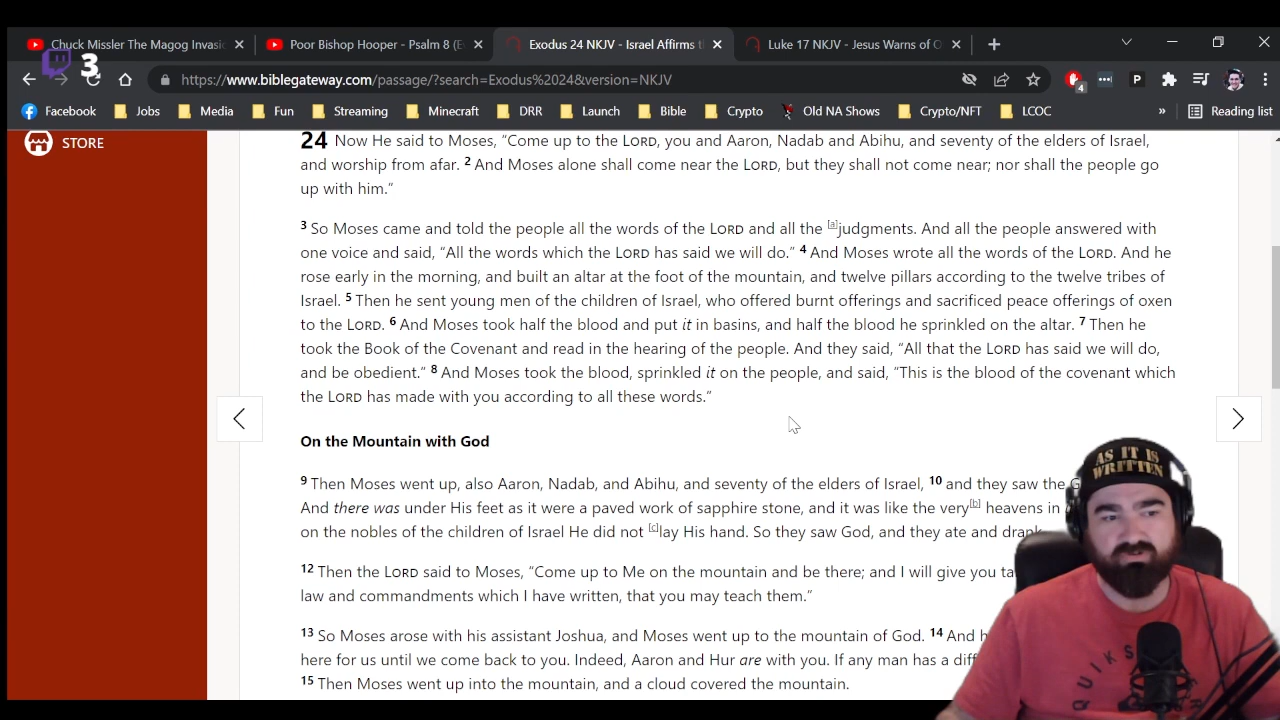 Chuck Missler The Magog Invasi
Poor Bishop Hooper - Psalm 8 (E
Exodus 24 NKJV - Israel Affirms t
Luke 17 NKJV - Jesus Warns of O
3
https://www.biblegateway.com/passage/?search=Exodus%2024&version=NKJV
4
P
Facebook Jobs Media Fun Streaming Minecraft DRR Launch Bible Crypto Old NA Shows Crypto/NFT LCOC » Reading list
STORE
24 Now He said to Moses, “Come up to the LORD, you and Aaron, Nadab and Abihu, and seventy of the elders of Israel,
and worship from afar. 2 And Moses alone shall come near the LORD, but they shall not come near; nor shall the people go
up with him.”
3 So Moses came and told the people all the words of the LORD and all the [a]judgments. And all the people answered with
one voice and said, “All the words which the LORD has said we will do.” 4 And Moses wrote all the words of the LORD. And he
rose early in the morning, and built an altar at the foot of the mountain, and twelve pillars according to the twelve tribes of
Israel. 5 Then he sent young men of the children of Israel, who offered burnt offerings and sacrificed peace offerings of oxen
to the LORD. 6 And Moses took half the blood and put it in basins, and half the blood he sprinkled on the altar. 7 Then he
took the Book of the Covenant and read in the hearing of the people. And they said, “All that the LORD has said we will do,
and be obedient.” 8 And Moses took the blood, sprinkled it on the people, and said, “This is the blood of the covenant which
the LORD has made with you according to all these words.”
On the Mountain with God
9 Then Moses went up, also Aaron, Nadab, and Abihu, and seventy of the elders of Israel, 10 and they saw the G
And there was under His feet as it were a paved work of sapphire stone, and it was like the very[b] heavens in
on the nobles of the children of Israel He did not [c]lay His hand. So they saw God, and they ate and drank.
12 Then the LORD said to Moses, “Come up to Me on the mountain and be there; and I will give you ta
law and commandments which I have written, that you may teach them.”
13 So Moses arose with his assistant Joshua, and Moses went up to the mountain of God. 14 And h
here for us until we come back to you. Indeed, Aaron and Hur are with you. If any man has a diff
15 Then Moses went up into the mountain, and a cloud covered the mountain.
AS IT IS
WRITTEN
QUIKS